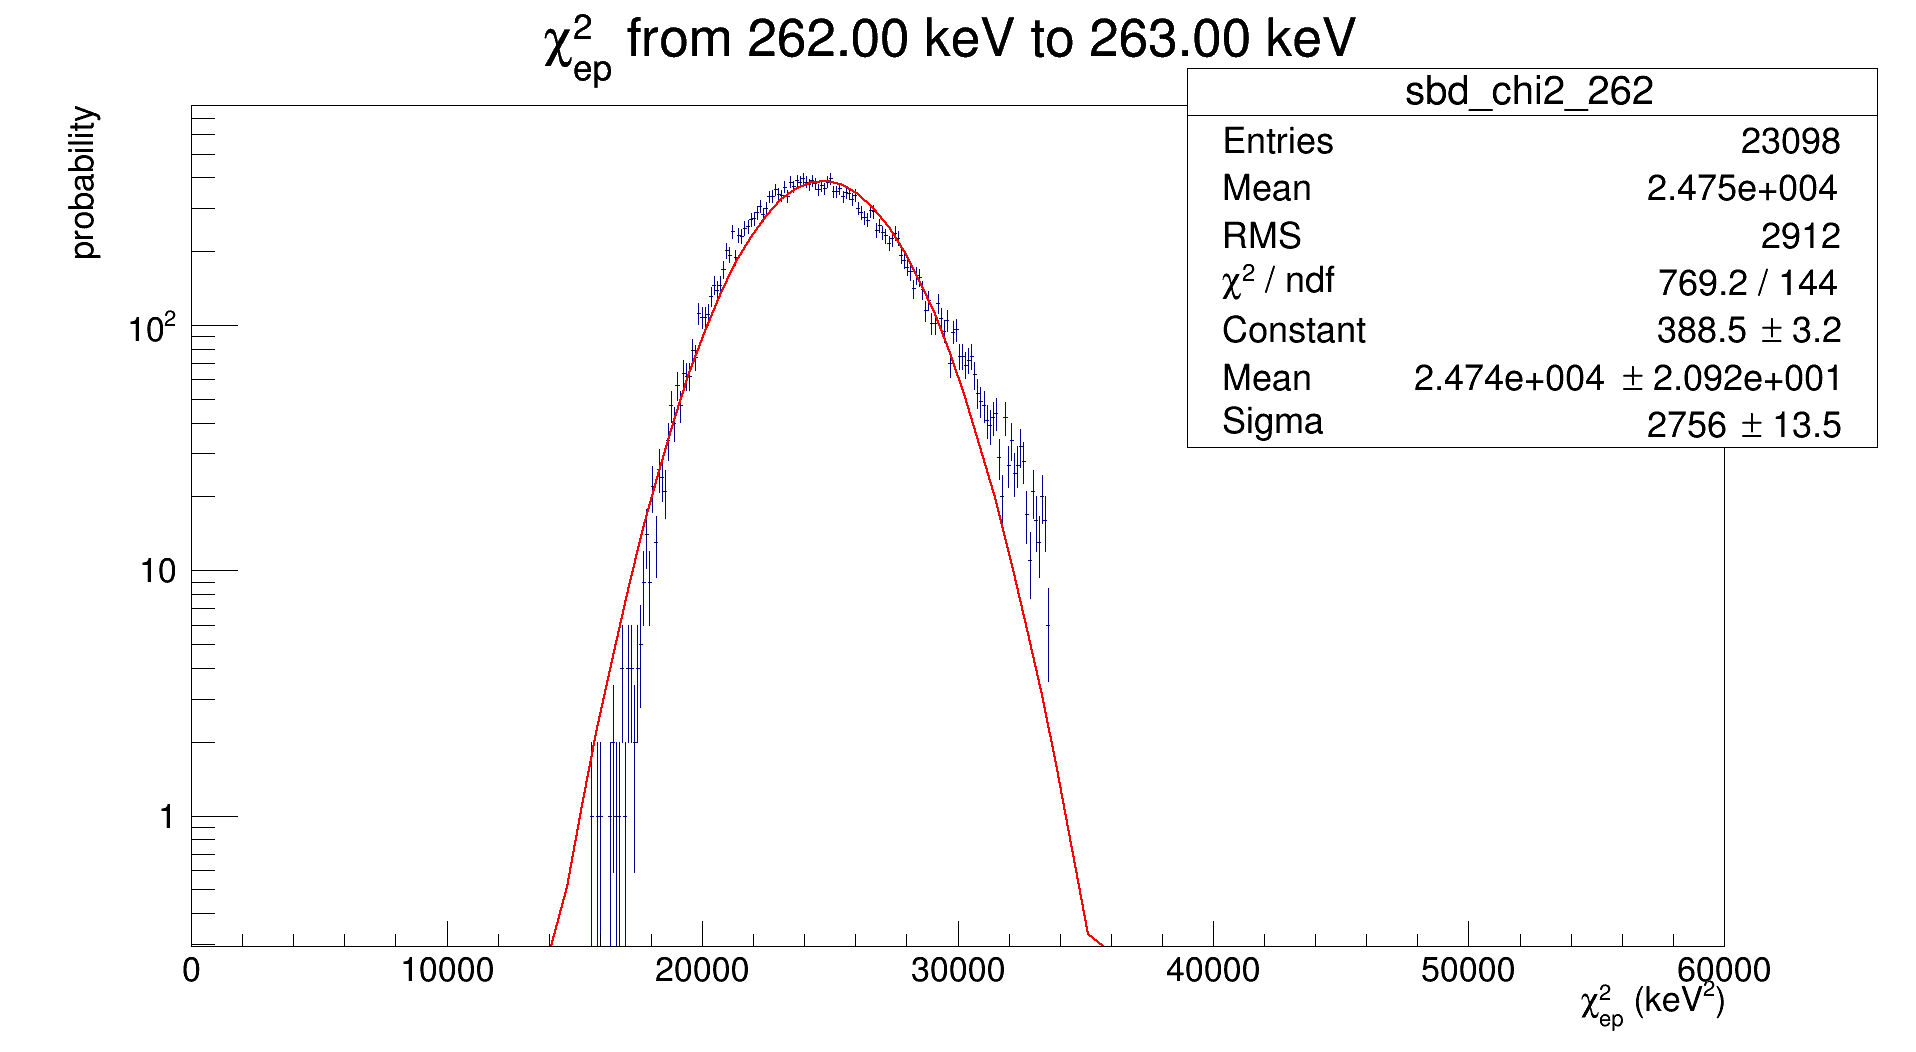 χ²ep from 262.00 keV to 263.00 keV
sbd_chi2_262
Entries 23098
Mean 2.475e+004
RMS 2912
χ² / ndf 769.2 / 144
Constant 388.5 ± 3.2
Mean 2.474e+004 ± 2.092e+001
Sigma 2756 ± 13.5
probability
10²
10
1
0 10000 20000 30000 40000 50000 60000
χ²ep (keV²)